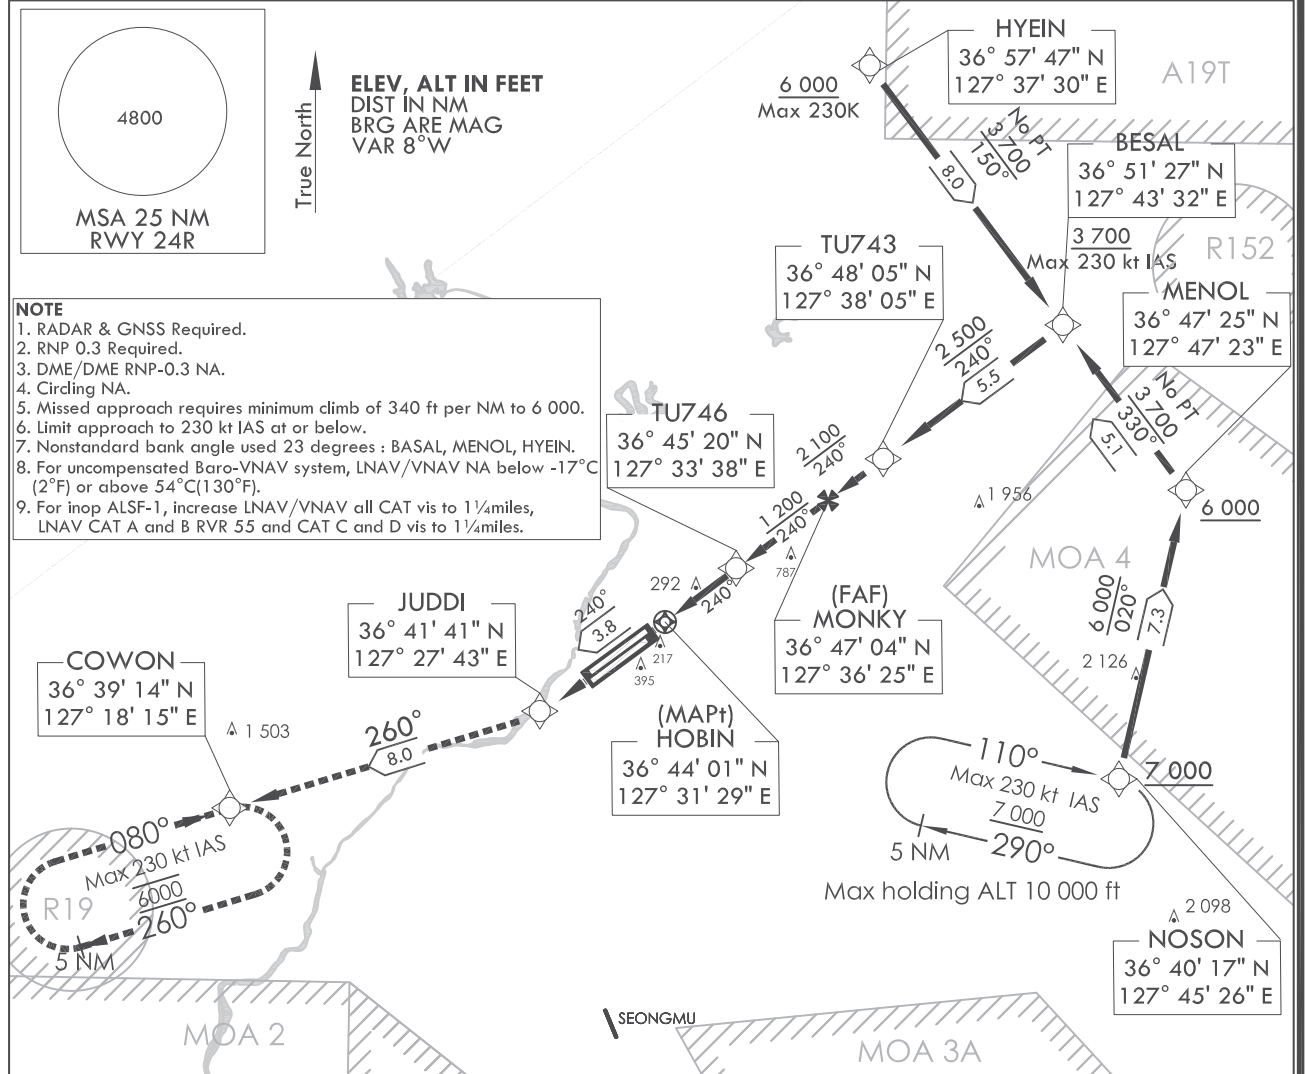 4800
MSA 25 NM
RWY 24R
True North
ELEV, ALT IN FEET
DIST IN NM
BRG ARE MAG
VAR 8°W
NOTE
1. RADAR & GNSS Required.
2. RNP 0.3 Required.
3. DME/DME RNP-0.3 NA.
4. Circling NA.
5. Missed approach requires minimum climb of 340 ft per NM to 6 000.
6. Limit approach to 230 kt IAS at or below.
7. Nonstandard bank angle used 23 degrees : BASAL, MENOL, HYEIN.
8. For uncompensated Baro-VNAV system, LNAV/VNAV NA below -17°C
(2°F) or above 54°C(130°F).
9. For inop ALSF-1, increase LNAV/VNAV all CAT vis to 1¼miles,
LNAV CAT A and B RVR 55 and CAT C and D vis to 1¼miles.
HYEIN
36° 57' 47" N
127° 37' 30" E
A19T
6 000
Max 230K
No PT
3 700
150°
8.0
BESAL
36° 51' 27" N
127° 43' 32" E
3 700
Max 230 kt IAS
R152
TU743
36° 48' 05" N
127° 38' 05" E
MENOL
36° 47' 25" N
127° 47' 23" E
2 500
240°
5.5
No PT
3 700
330°
5.1
TU746
36° 45' 20" N
127° 33' 38" E
2 100
240°
1 956
6 000
1 200
240°
787
MOA 4
292
240°
(FAF)
MONKY
36° 47' 04" N
127° 36' 25" E
6 000
020°
7.3
2 126
JUDDI
36° 41' 41" N
127° 27' 43" E
240°
3.8
217
395
COWON
36° 39' 14" N
127° 18' 15" E
1 503
260°
8.0
(MAPt)
HOBIN
36° 44' 01" N
127° 31' 29" E
110°
Max 230 kt IAS
7 000
290°
5 NM
7 000
Max holding ALT 10 000 ft
080°
Max 230 kt IAS
6000
260°
R19
5 NM
2 098
NOSON
36° 40' 17" N
127° 45' 26" E
SEONGMU
MOA 2
MOA 3A